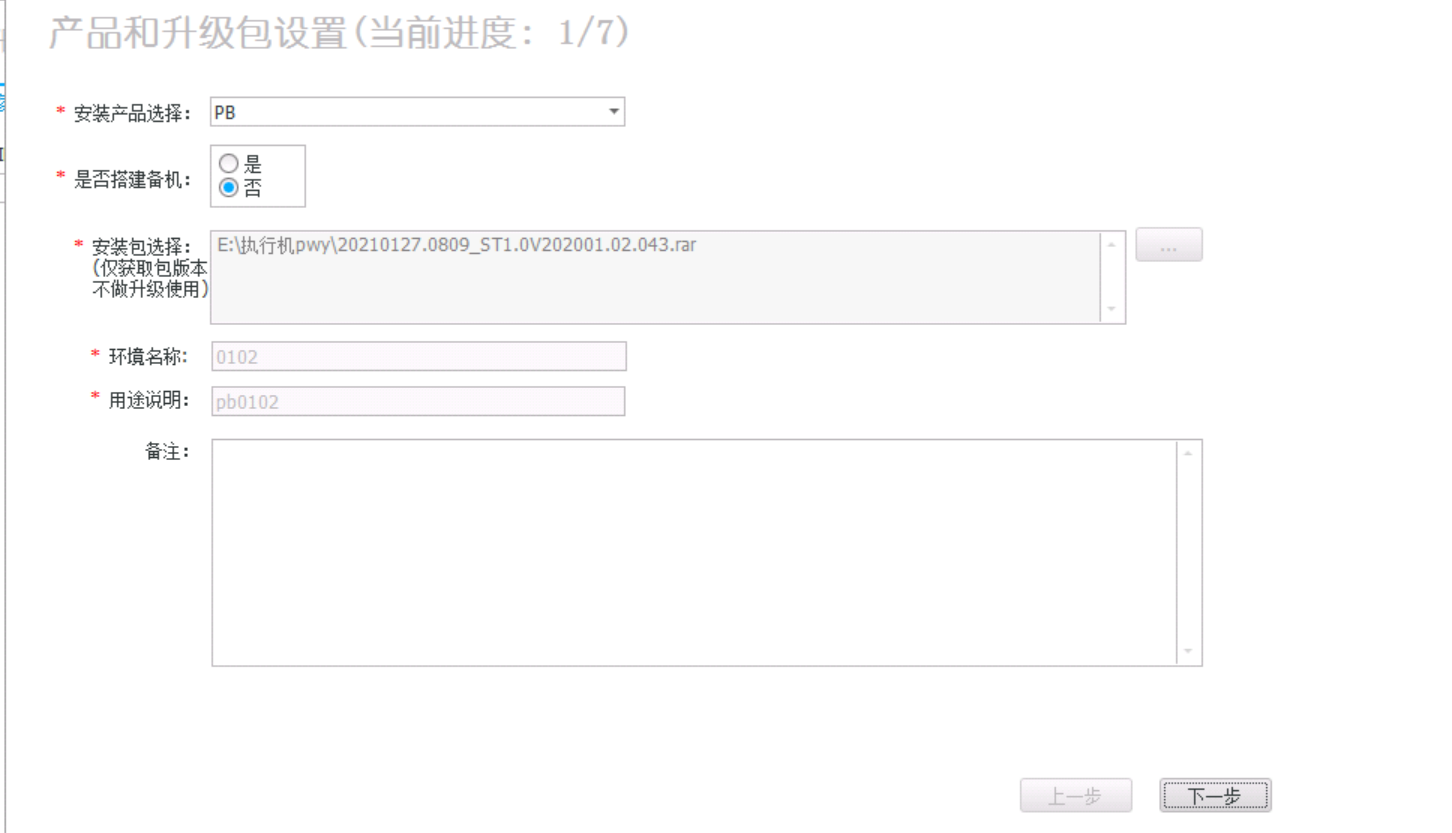 产品和升级包设置(当前进度: 1/7)
* 安装产品选择: PB
是
* 是否搭建备机:
否
* 安装包选择: E:\执行机pwy\20210127.0809_ST1.0V202001.02.043.rar ...
(仅获取包版本
不做升级使用)
* 环境名称: 0102
* 用途说明: pb0102
备注:
上一步 下一步